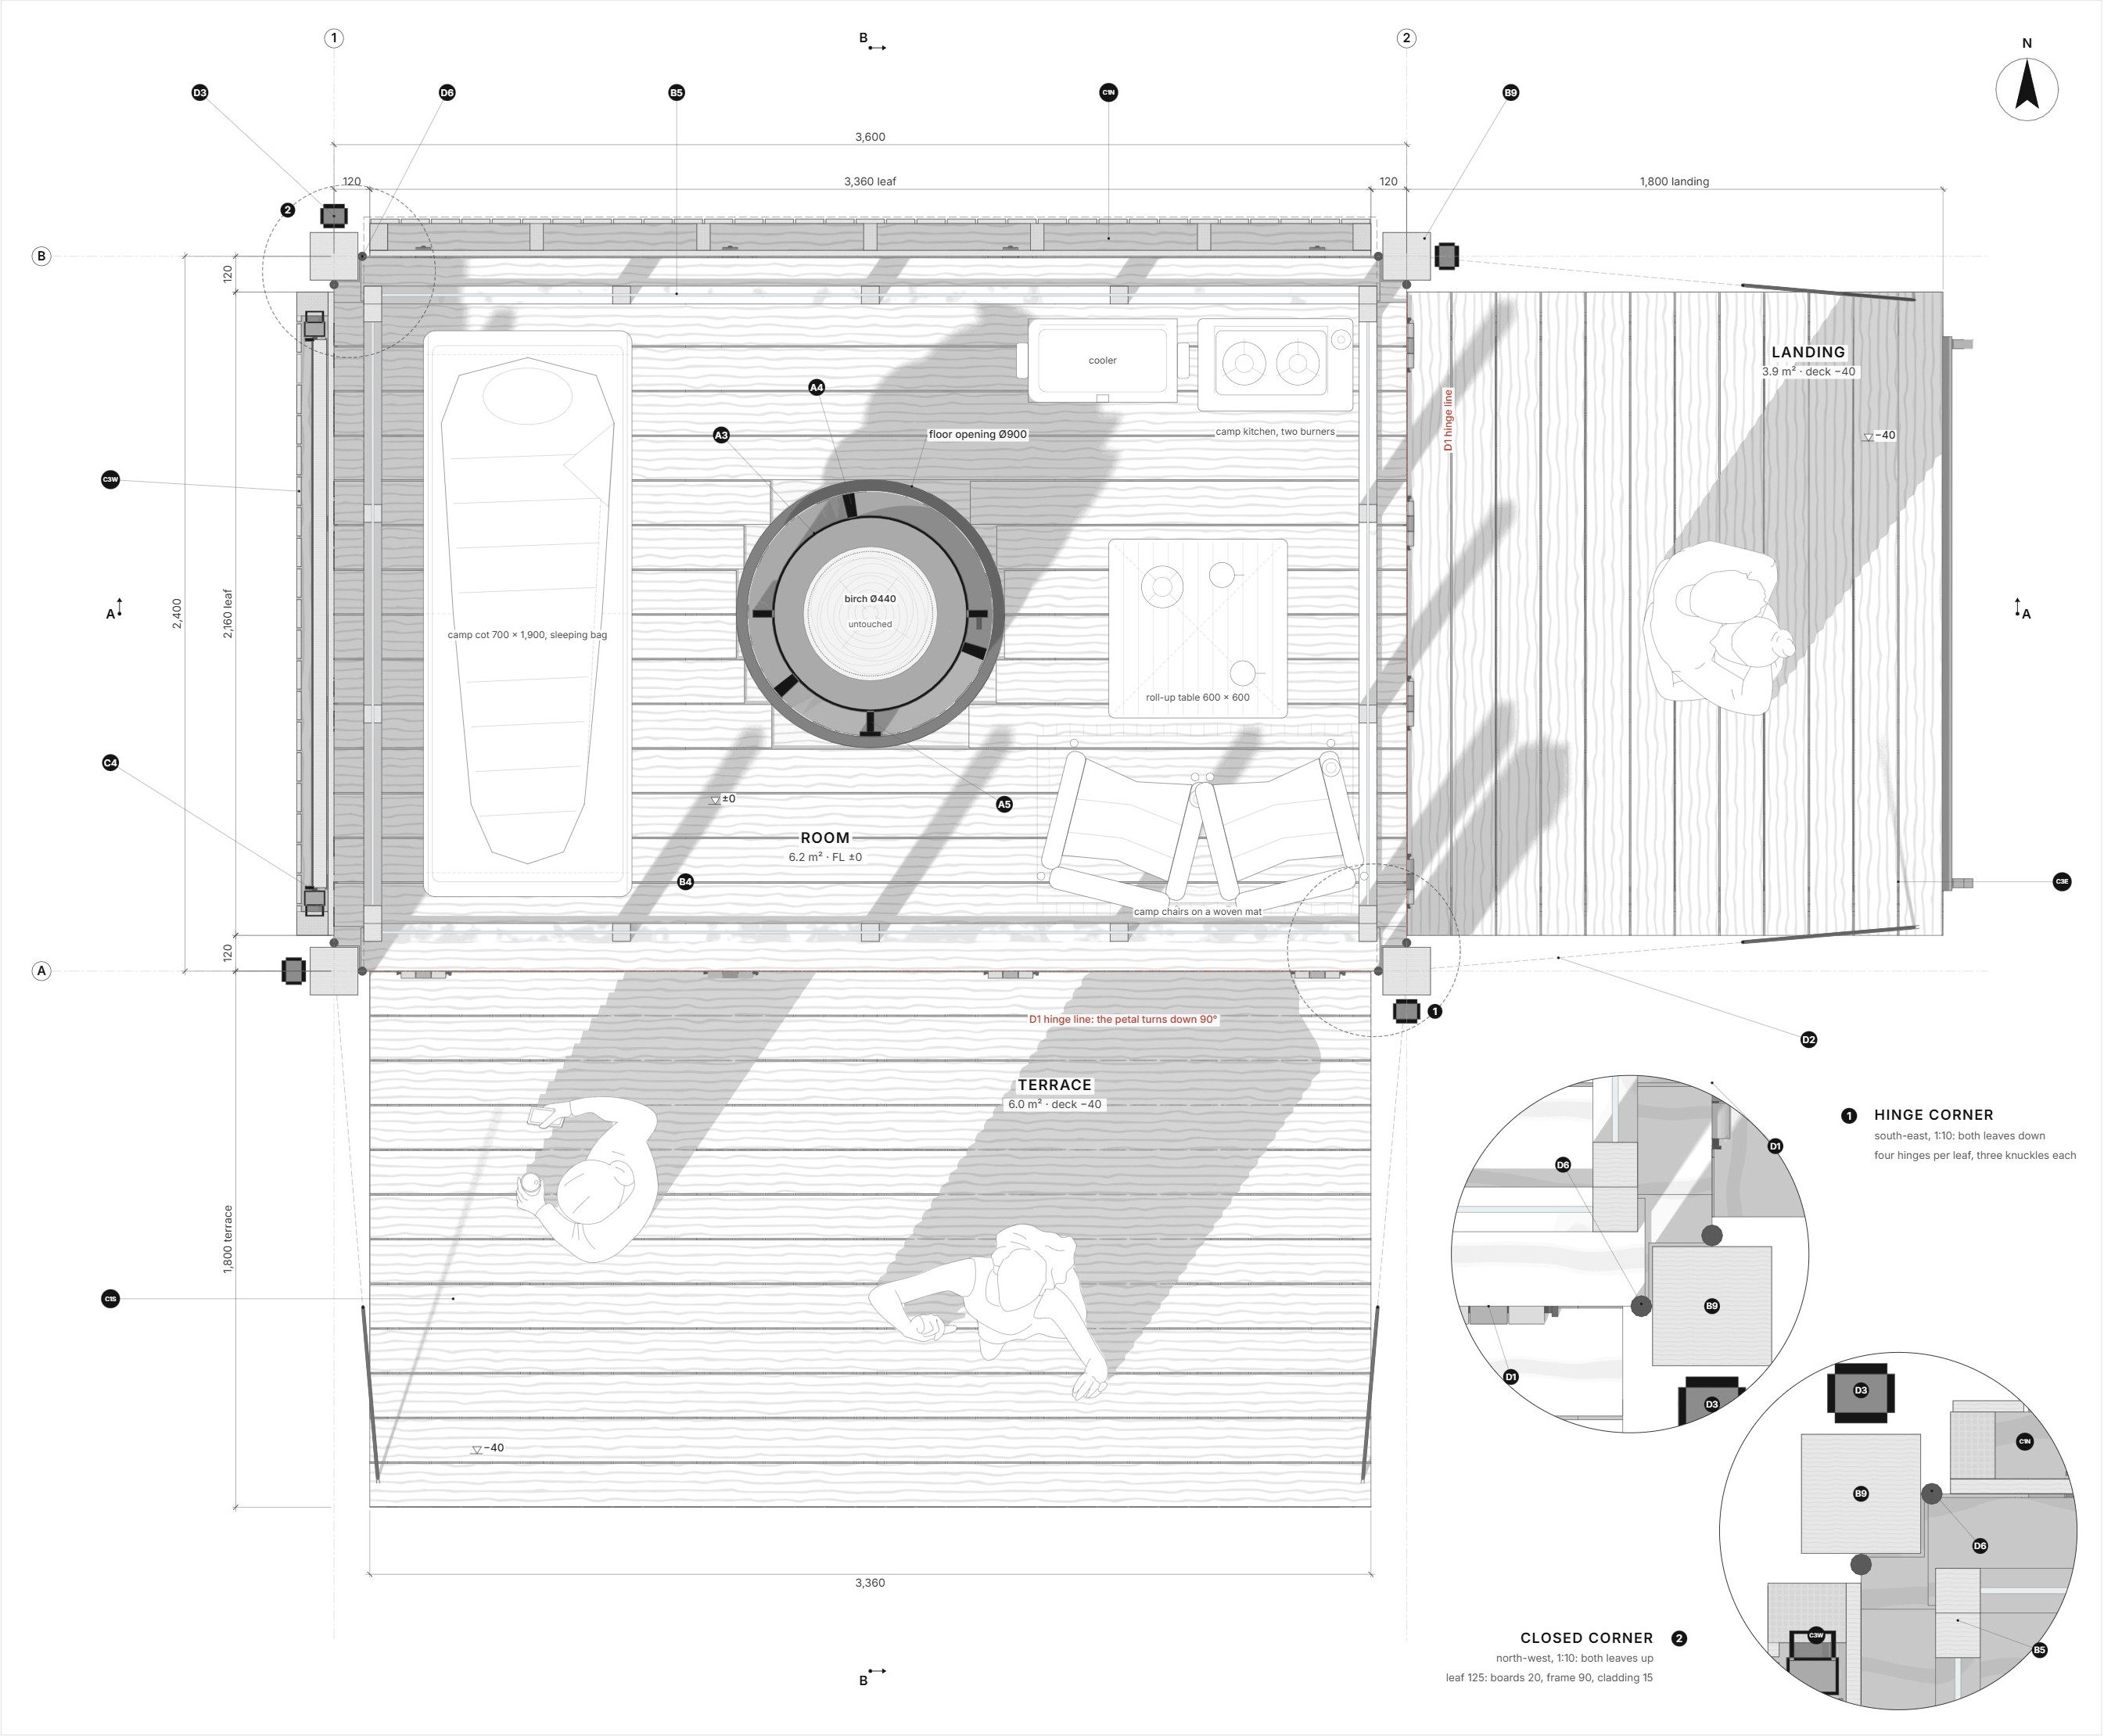 1
B
2
N
D3
D6
B5
C1N
B9
3,600
120
3,360 leaf
120
1,800 landing
2
B
120
LANDING
3.9 m² · deck −40
cooler
A4
D1 hinge line
A3
floor opening Ø900
camp kitchen, two burners
−40
C3W
A
2,400
2,160 leaf
birch Ø440
untouched
A
camp cot 700 × 1,900, sleeping bag
roll-up table 600 × 600
C4
±0
A5
ROOM
6.2 m² · FL ±0
B4
C3E
camp chairs on a woven mat
120
A
1
D1 hinge line: the petal turns down 90°
D2
TERRACE
6.0 m² · deck −40
1
HINGE CORNER
south-east, 1:10: both leaves down
four hinges per leaf, three knuckles each
D1
D6
B9
D1
D3
1,800 terrace
C1S
−40
D3
C1N
B9
D6
C3W
B5
3,360
CLOSED CORNER
2
north-west, 1:10: both leaves up
leaf 125: boards 20, frame 90, cladding 15
B